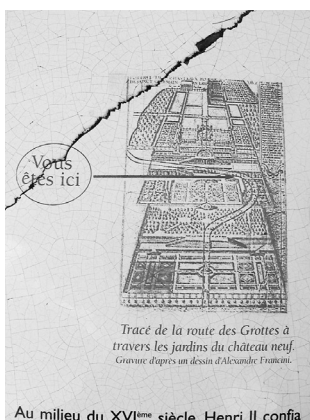 Vous
êtes ici
Tracé de la route des Grottes à
travers les jardins du château neuf.
Gravure d'après un dessin d'Alexandre Francini.
Au milieu du XVIème siècle, Henri II confia